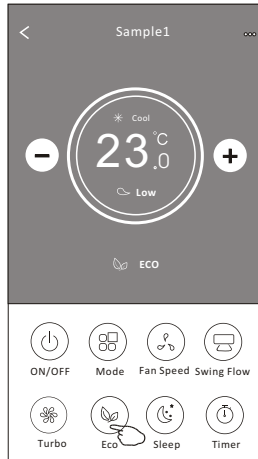 Sample1
Cool
23.0°C
Low
ECO
ON/OFF Mode Fan Speed Swing Flow
Turbo Eco Sleep Timer